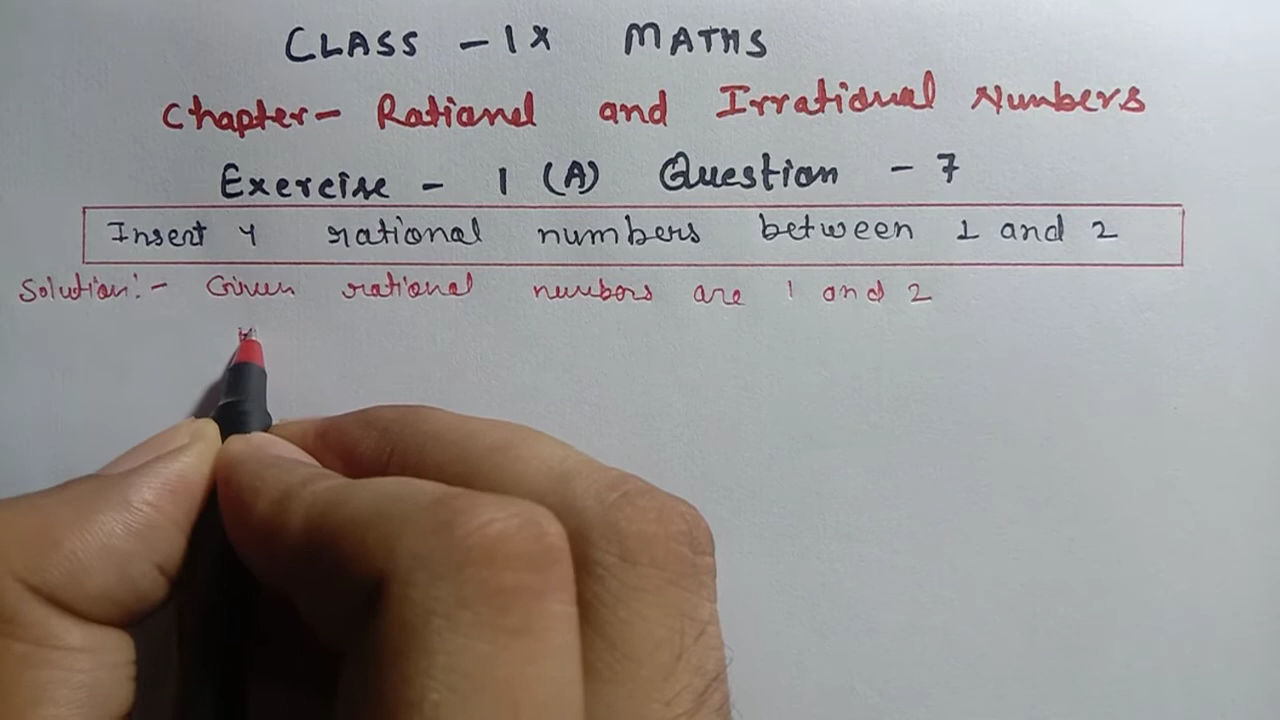 CLASS - IX MATHS
Chapter- Rational and Irrational Numbers
Exercise - 1 (A) Question - 7
Insert 4 rational numbers between 1 and 2
Solution:- Given rational numbers are 1 and 2